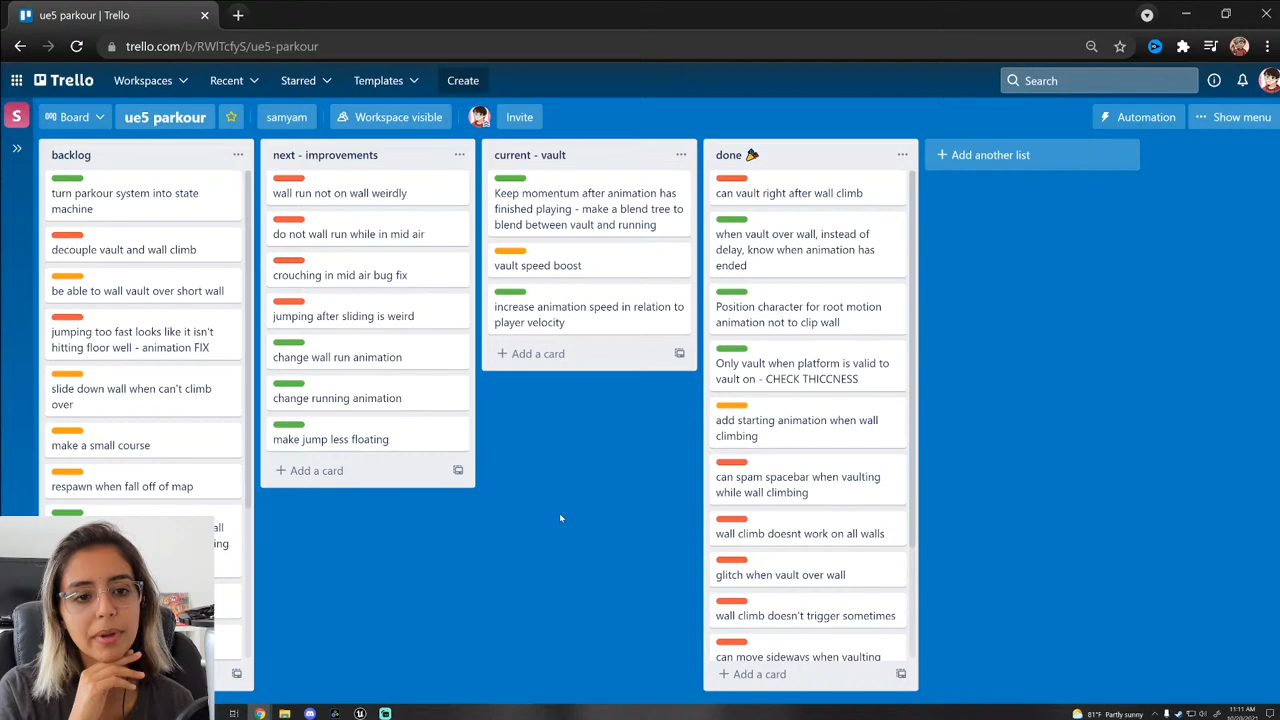 ue5 parkour | Trello
trello.com/b/RWlTcfyS/ue5-parkour
Trello
Workspaces
Recent
Starred
Templates
Create
Search
S
Board
ue5 parkour
samyam
Workspace visible
Invite
Automation
Show menu
backlog
turn parkour system into state
machine
decouple vault and wall climb
be able to wall vault over short wall
jumping too fast looks like it isn't
hitting floor well - animation FIX
slide down wall when can't climb
over
make a small course
respawn when fall off of map
next - improvements
wall run not on wall weirdly
do not wall run while in mid air
crouching in mid air bug fix
jumping after sliding is weird
change wall run animation
change running animation
make jump less floating
+ Add a card
current - vault
Keep momentum after animation has
finished playing - make a blend tree to
blend between vault and running
vault speed boost
increase animation speed in relation to
player velocity
+ Add a card
done 🎉
can vault right after wall climb
when vault over wall, instead of
delay, know when animation has
ended
Position character for root motion
animation not to clip wall
Only vault when platform is valid to
vault on - CHECK THICCNESS
add starting animation when wall
climbing
can spam spacebar when vaulting
while wall climbing
wall climb doesnt work on all walls
glitch when vault over wall
wall climb doesn't trigger sometimes
can move sideways when vaulting
+ Add a card
+ Add another list
81°F Partly sunny
11:11 AM
10/20/2021